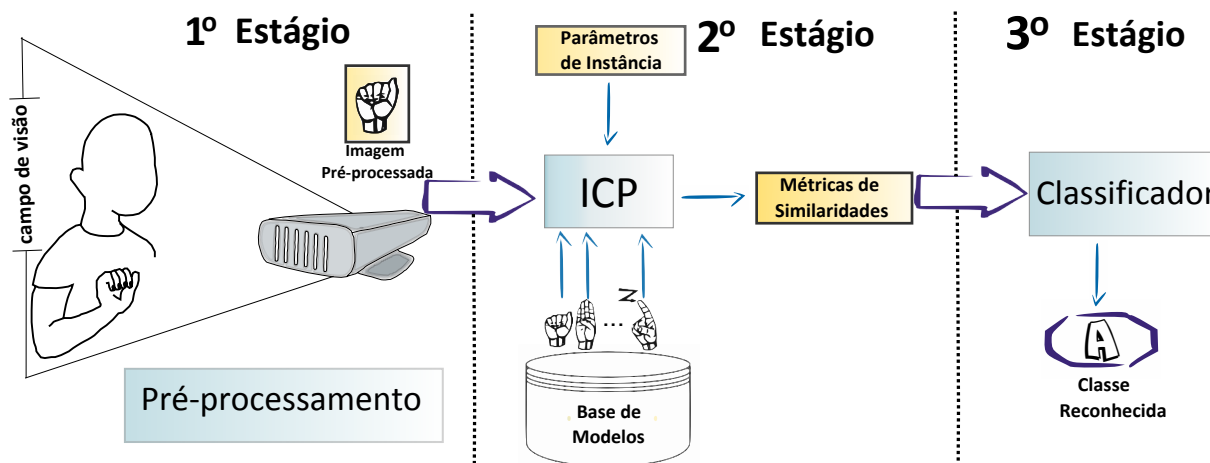 1º Estágio
campo de visão
Imagem
Pré-processada
Pré-processamento
2º Estágio
Parâmetros
de Instância
ICP
Métricas de
Similaridades
...
Base de
Modelos
3º Estágio
Classificador
A
Classe
Reconhecida